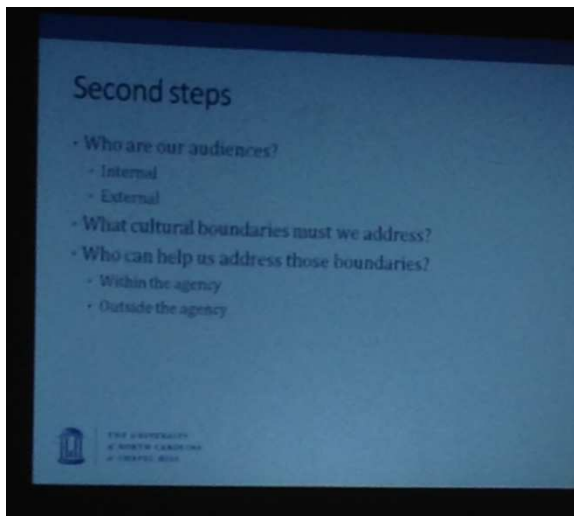 Second steps
• Who are our audiences?
• Internal
• External
• What cultural boundaries must we address?
• Who can help us address those boundaries?
• Within the agency
• Outside the agency
THE UNIVERSITY
of NORTH CAROLINA
at CHAPEL HILL